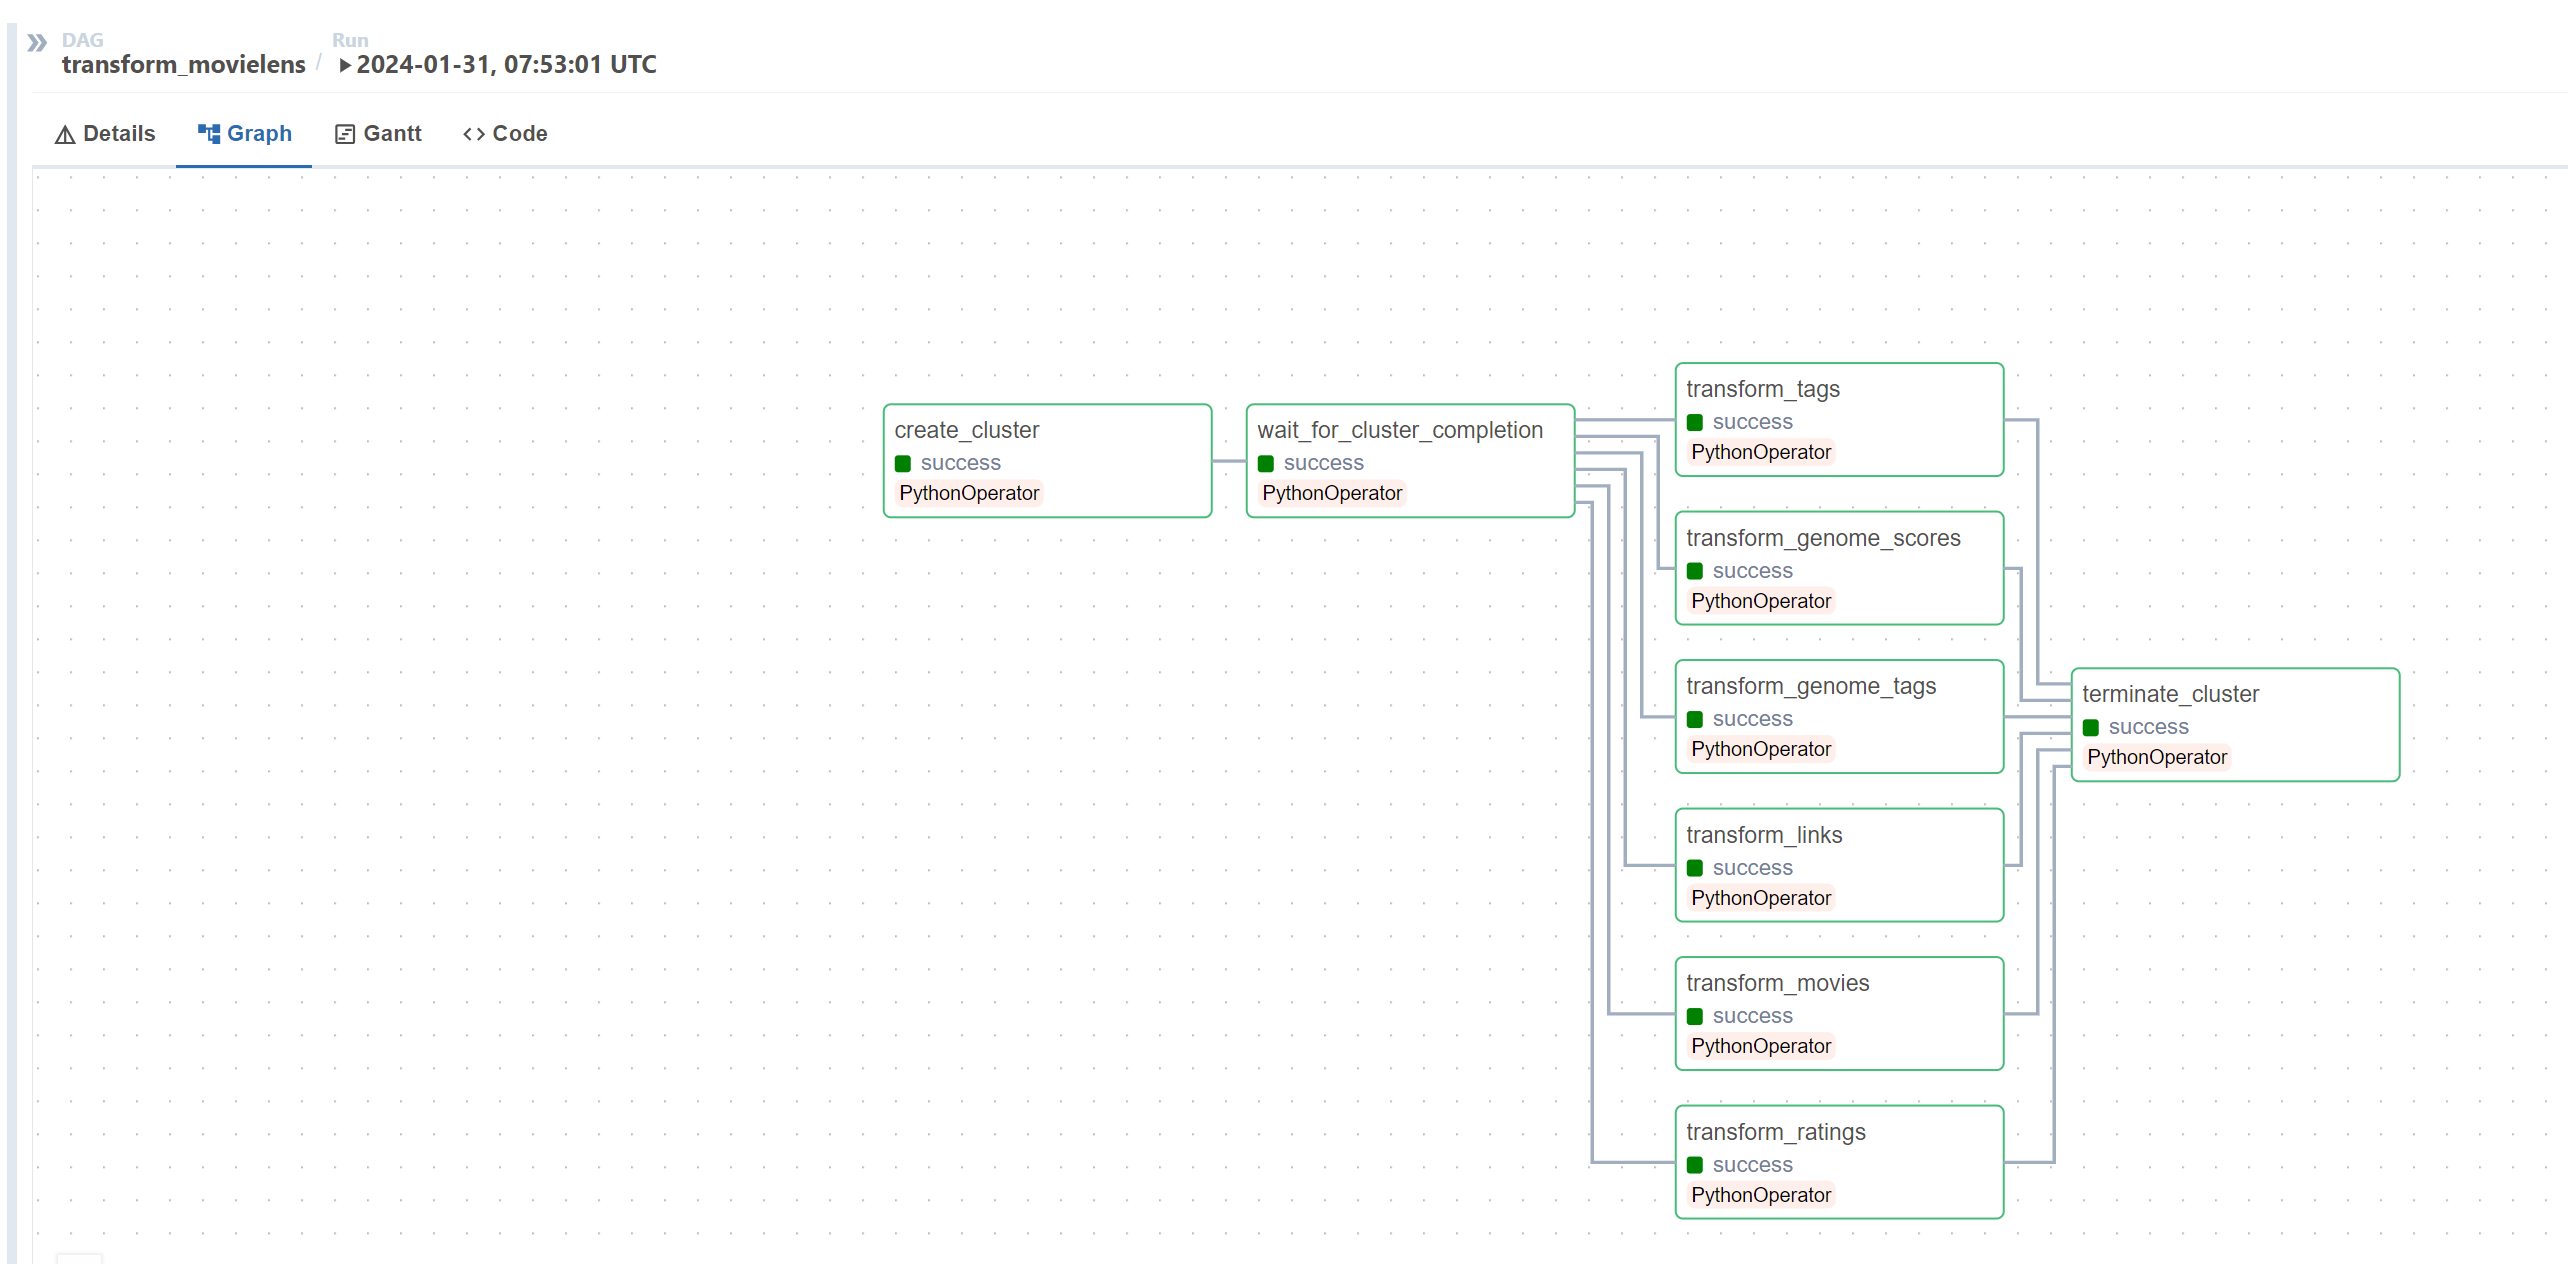 DAG
transform_movielens / 2024-01-31, 07:53:01 UTC
Run
Details Graph Gantt Code
create_cluster
success
PythonOperator
wait_for_cluster_completion
success
PythonOperator
transform_tags
success
PythonOperator
transform_genome_scores
success
PythonOperator
transform_genome_tags
success
PythonOperator
transform_links
success
PythonOperator
transform_movies
success
PythonOperator
transform_ratings
success
PythonOperator
terminate_cluster
success
PythonOperator